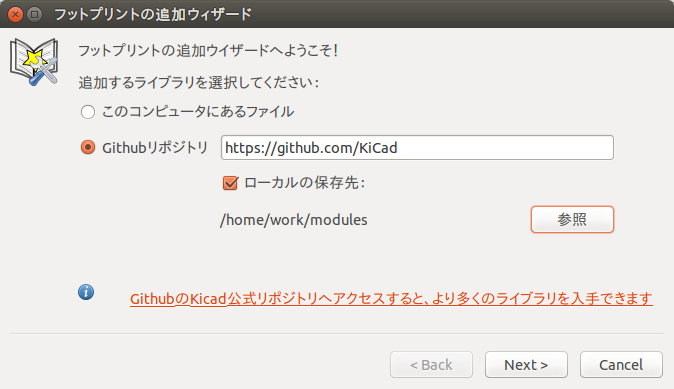 フットプリントの追加ウィザード
フットプリントの追加ウイザードへようこそ!
追加するライブラリを選択してください:
このコンピュータにあるファイル
Githubリポジトリ https://github.com/KiCad
ローカルの保存先:
/home/work/modules 参照
GithubのKicad公式リポジトリへアクセスすると、より多くのライブラリを入手できます
< Back Next > Cancel